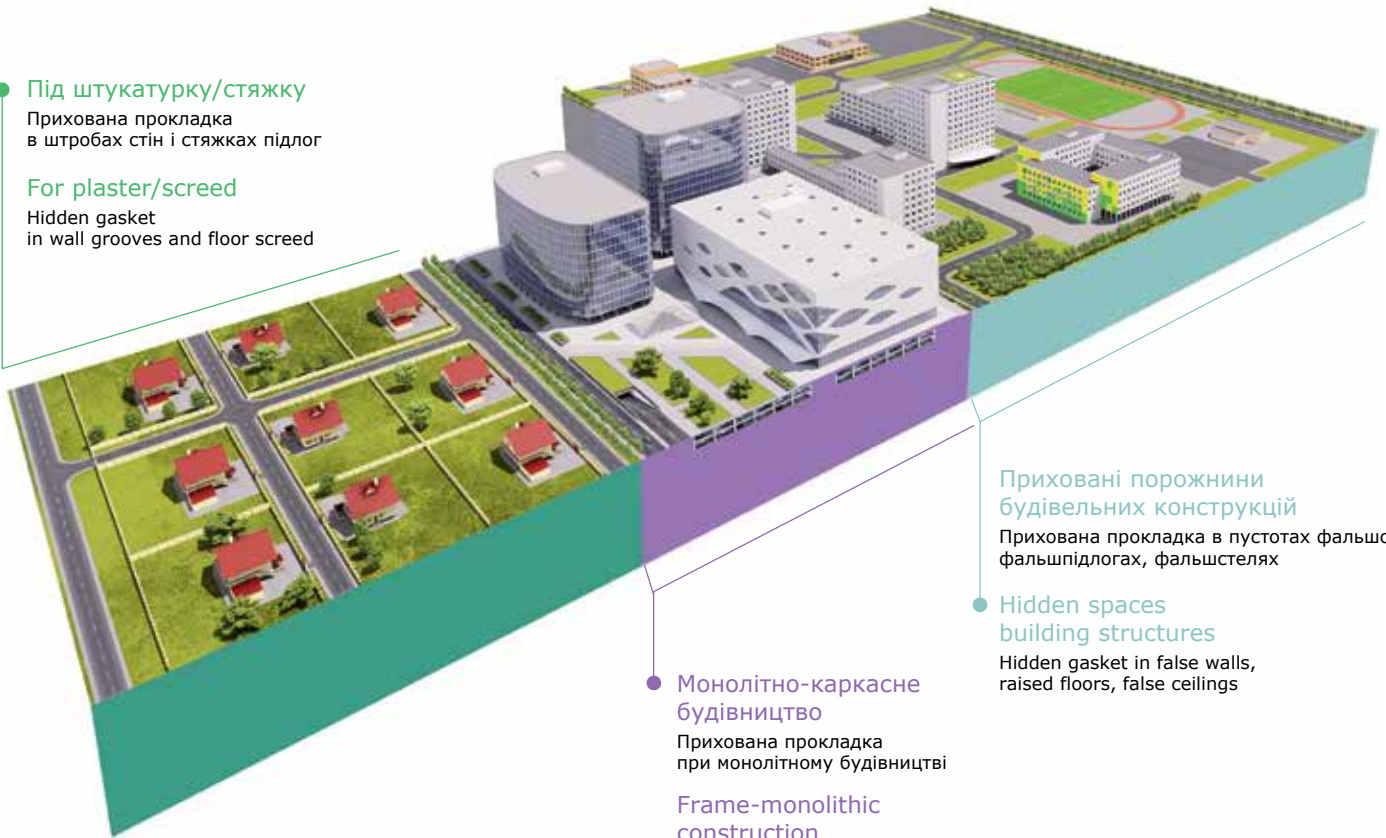 Під штукатурку/стяжку
Прихована прокладка
в штробах стін і стяжках підлог
For plaster/screed
Hidden gasket
in wall grooves and floor screed
Приховані порожнини
будівельних конструкцій
Прихована прокладка в пустотах
фальшпідлогах, фальшстелях
Hidden spaces
building structures
Hidden gasket in false walls,
raised floors, false ceilings
Монолітно-каркасне
будівництво
Прихована прокладка
при монолітному будівництві
Frame-monolithic
construction